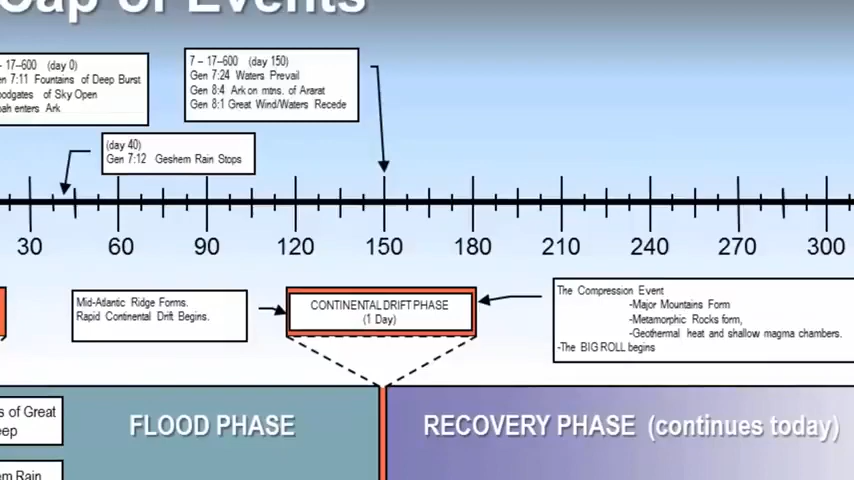 Cap of Events
– 17–600 (day 0)
en 7:11 Fountains of Deep Burst
oodgates of Sky Open
oah enters Ark
7 – 17–600 (day 150)
Gen 7:24 Waters Prevail
Gen 8:4 Ark on mtns. of Ararat
Gen 8:1 Great Wind/Waters Recede
(day 40)
Gen 7:12 Geshem Rain Stops
30 60 90 120 150 180 210 240 270 300
Mid-Atlantic Ridge Forms.
Rapid Continental Drift Begins.
CONTINENTAL DRIFT PHASE
(1 Day)
The Compression Event
-Major Mountains Form
-Metamorphic Rocks form,
-Geothermal heat and shallow magma chambers.
-The BIG ROLL begins
s of Great
eep
FLOOD PHASE
RECOVERY PHASE (continues today)
em Rain